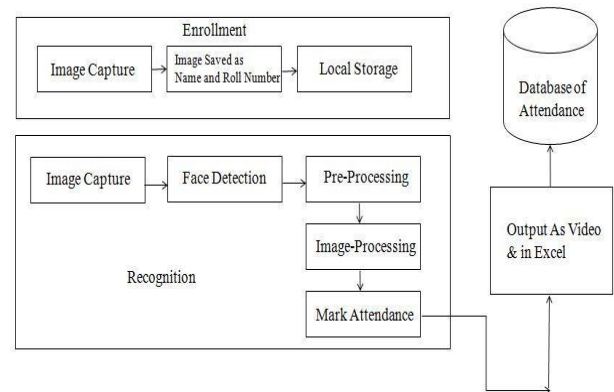 Enrollment
Image Capture
Image Saved as
Name and Roll Number
Local Storage
Database of
Attendance
Image Capture
Face Detection
Pre-Processing
Image-Processing
Recognition
Mark Attendance
Output As Video
& in Excel